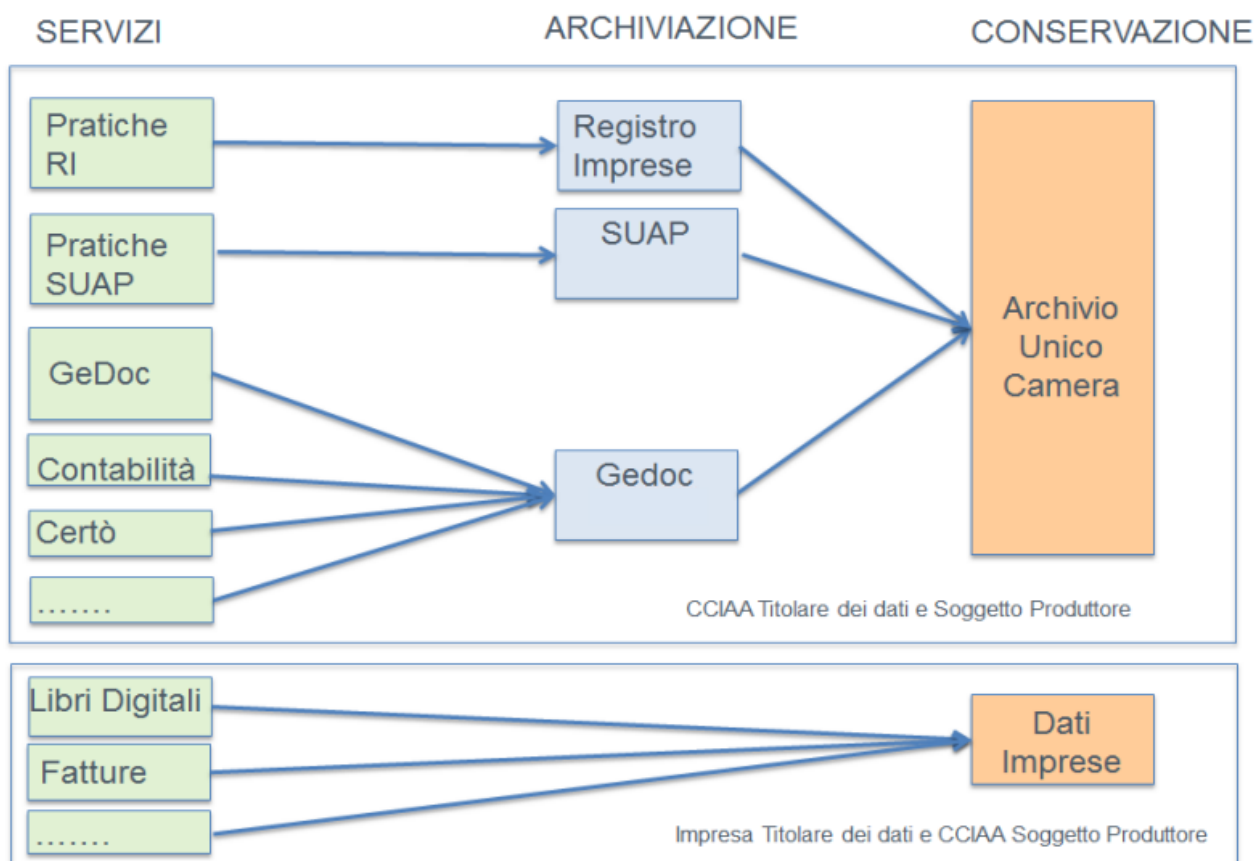 SERVIZI
ARCHIVIAZIONE
CONSERVAZIONE
Pratiche
RI
Registro
Imprese
Pratiche
SUAP
SUAP
GeDoc
Contabilità
Certò
.......
Gedoc
Archivio
Unico
Camera
CCIAA Titolare dei dati e Soggetto Produttore
Libri Digitali
Fatture
.......
Dati
Imprese
Impresa Titolare dei dati e CCIAA Soggetto Produttore